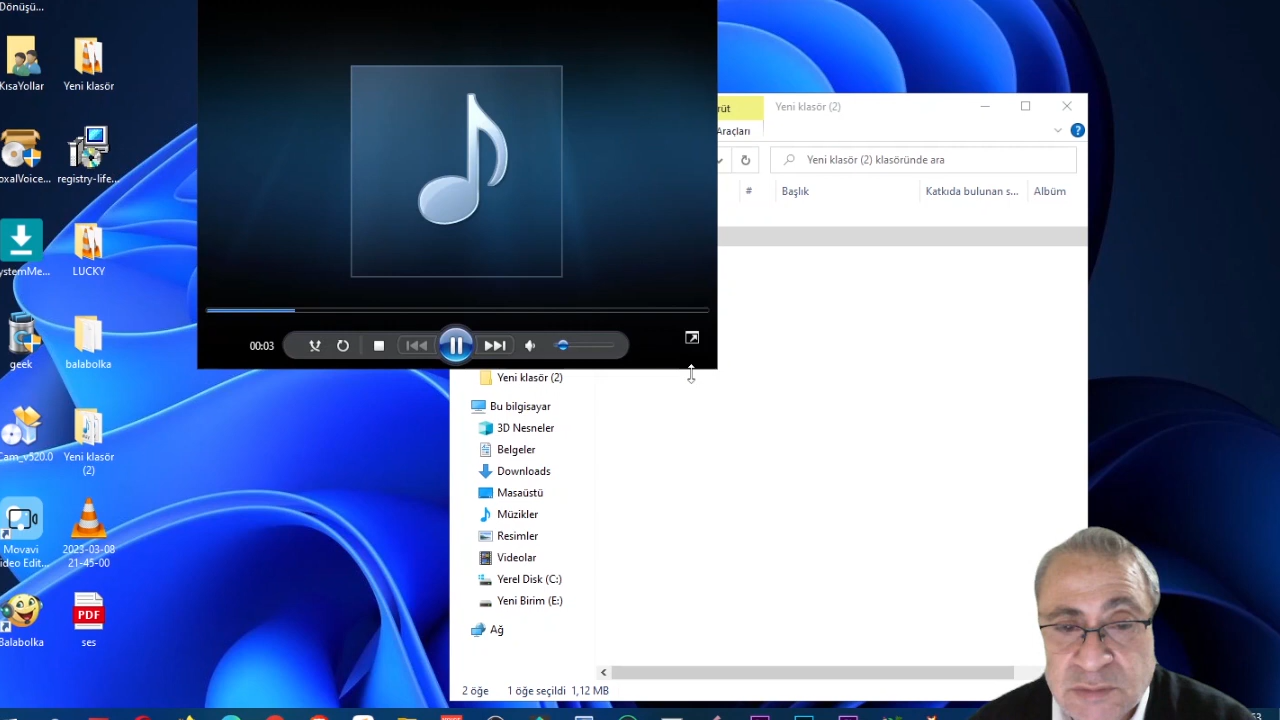 Dönüşü...
KısaYollar
Yeni klasör
oxalVoice...
registry-life...
ystemMe...
LUCKY
geek
balabolka
Cam_v520.0
Yeni klasör
(2)
Movavi
ideo Edit...
2023-03-08
21-45-00
Balabolka
PDF
ses
00:03
rüt
Yeni klasör (2)
Araçları
Yeni klasör (2) klasöründe ara
#
Başlık
Katkıda bulunan s...
Albüm
Yeni klasör (2)
Bu bilgisayar
3D Nesneler
Belgeler
Downloads
Masaüstü
Müzikler
Resimler
Videolar
Yerel Disk (C:)
Yeni Birim (E:)
Ağ
2 öğe
1 öğe seçildi
1,12 MB